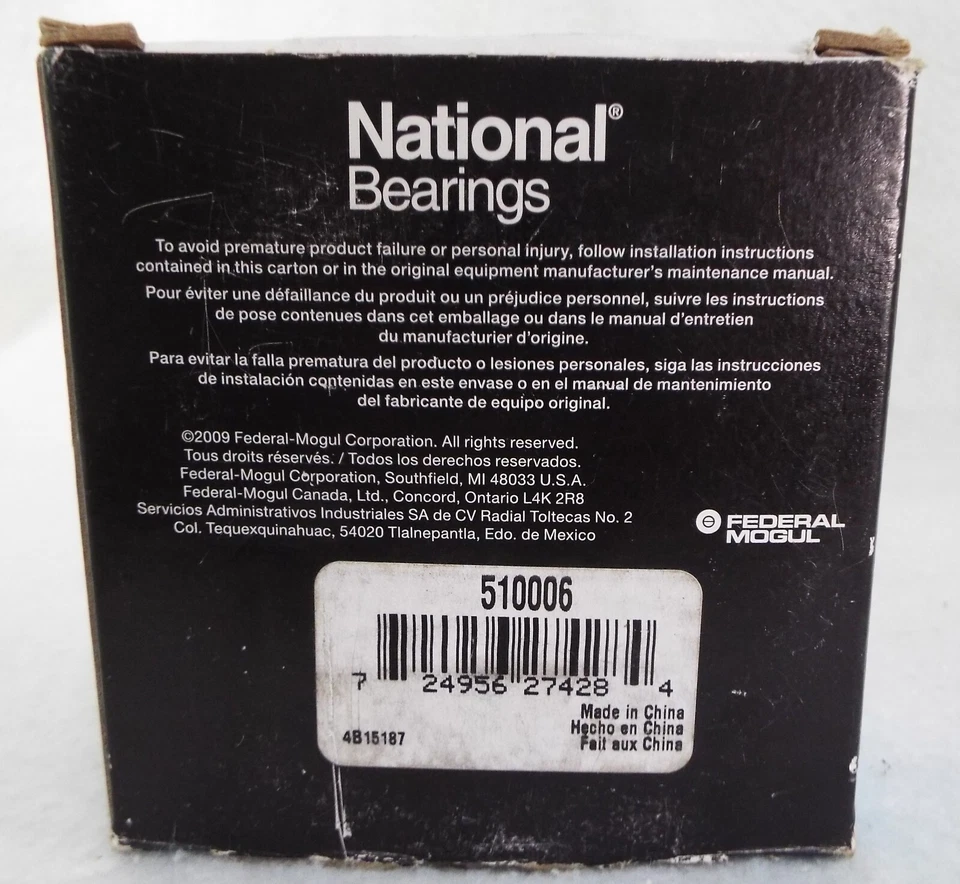 National®
Bearings
To avoid premature product failure or personal injury, follow installation instructions
contained in this carton or in the original equipment manufacturer's maintenance manual.
Pour éviter une défaillance du produit ou un préjudice personnel, suivre les instructions
de pose contenues dans cet emballage ou dans le manual d'entretien
du manufacturier d'origine.
Para evitar la falla prematura del producto o lesiones personales, siga las instrucciones
de instalación contenidas en este envase o en el manual de mantenimiento
del fabricante de equipo original.
©2009 Federal-Mogul Corporation. All rights reserved.
Tous droits réservés. / Todos los derechos reservados.
Federal-Mogul Corporation, Southfield, MI 48033 U.S.A.
Federal-Mogul Canada, Ltd., Concord, Ontario L4K 2R8
Servicios Administrativos Industriales SA de CV Radial Toltecas No. 2
Col. Tequexquinahuac, 54020 Tlalnepantla, Edo. de Mexico
FEDERAL
MOGUL
510006
7 24956 27428 4
Made in China
Hecho en China
Fait aux China
4B15187